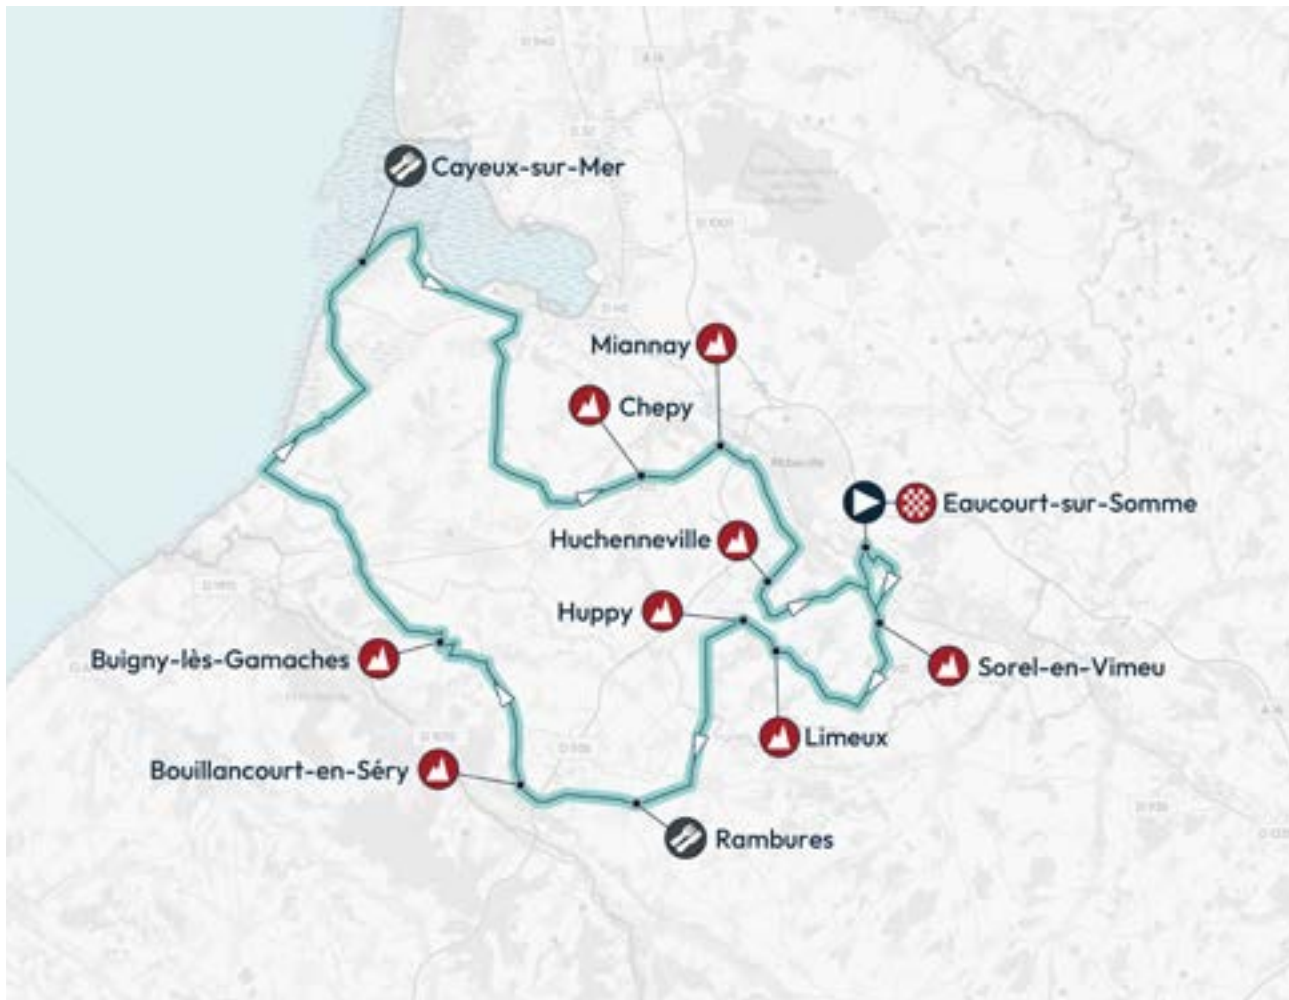 Cayeux-sur-Mer
Miannay
Chepy
Abbeville
Eaucourt-sur-Somme
Huchenneville
Huppy
Buigny-lès-Gamaches
Sorel-en-Vimeu
Limeux
Bouillancourt-en-Séry
Rambures